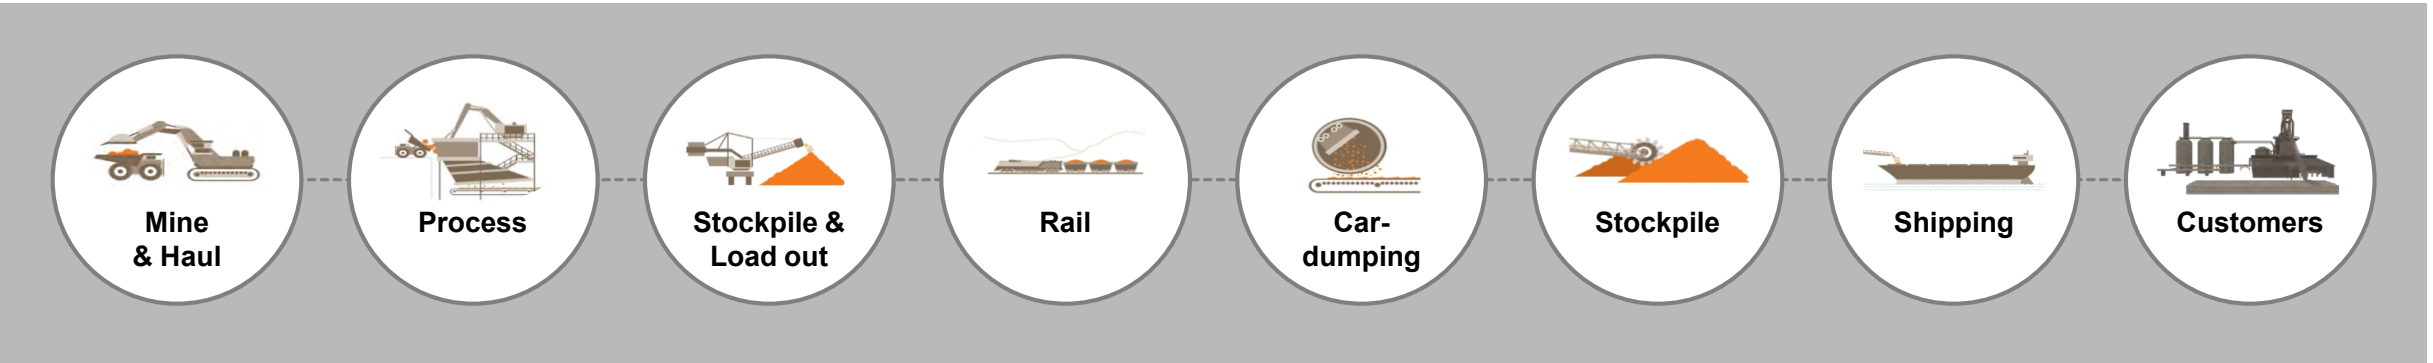 Mine
& Haul
Process
Stockpile &
Load out
Rail
Car-
dumping
Stockpile
Shipping
Customers